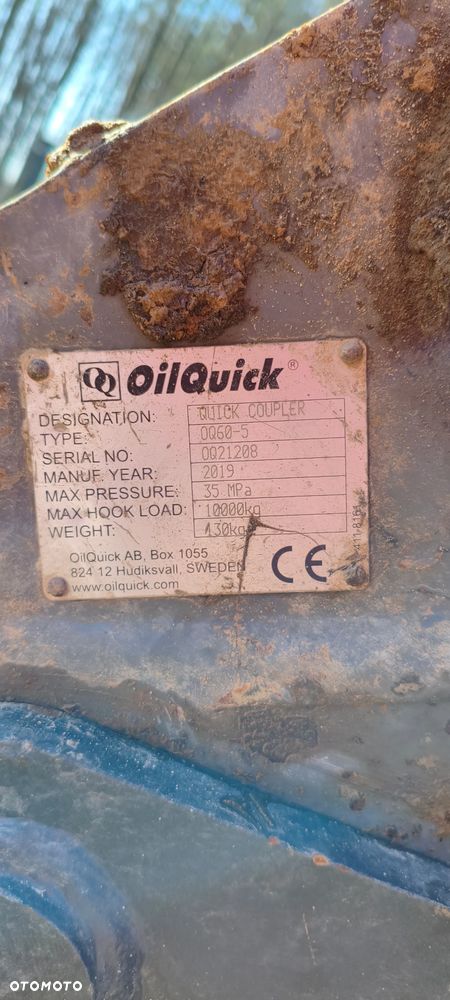 OilQuick®
DESIGNATION: QUICK COUPLER
TYPE: OQ60-5
SERIAL NO: OQ21208
MANUF. YEAR: 2019
MAX PRESSURE: 35 MPa
MAX HOOK LOAD: 10000kg
WEIGHT: 130kg
OilQuick AB, Box 1055
824 12 Hudiksvall, SWEDEN
www.oilquick.com
CE
OTOMOTO